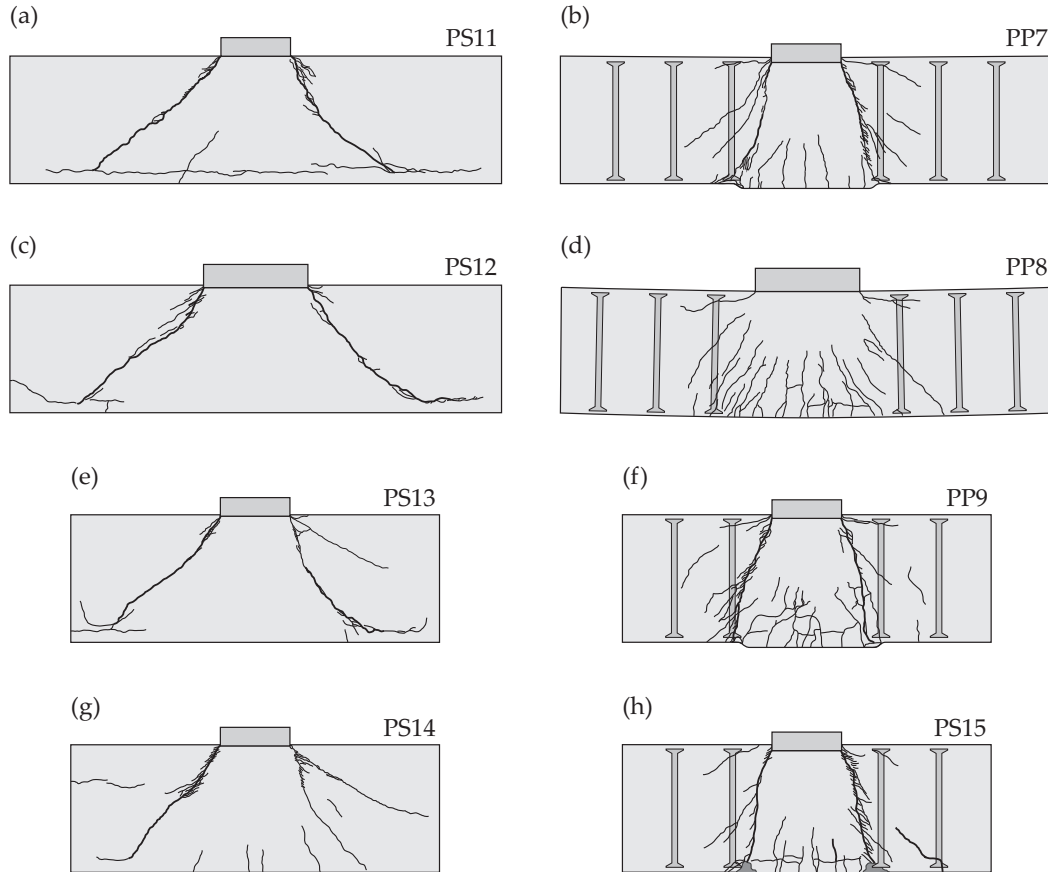 (a)
PS11
(b)
PP7
(c)
PS12
(d)
PP8
(e)
PS13
(f)
PP9
(g)
PS14
(h)
PS15